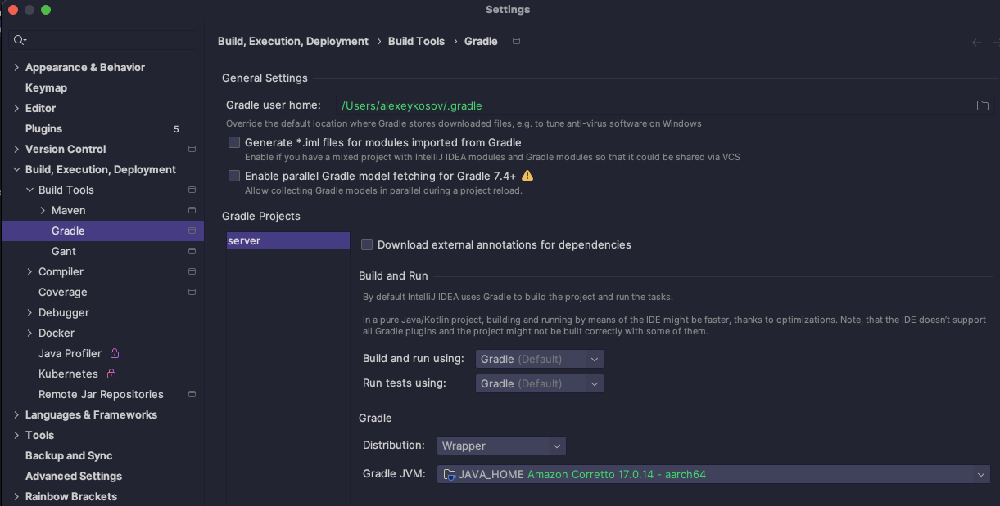 Settings
Appearance & Behavior
Keymap
Editor
Plugins 5
Version Control
Build, Execution, Deployment
Build Tools
Maven
Gradle
Gant
Compiler
Coverage
Debugger
Docker
Java Profiler
Kubernetes
Remote Jar Repositories
Languages & Frameworks
Tools
Backup and Sync
Advanced Settings
Rainbow Brackets
Build, Execution, Deployment › Build Tools › Gradle
General Settings
Gradle user home: /Users/alexeykosov/.gradle
Override the default location where Gradle stores downloaded files, e.g. to tune anti-virus software on Windows
Generate *.iml files for modules imported from Gradle
Enable if you have a mixed project with IntelliJ IDEA modules and Gradle modules so that it could be shared via VCS
Enable parallel Gradle model fetching for Gradle 7.4+
Allow collecting Gradle models in parallel during a project reload.
Gradle Projects
server
Download external annotations for dependencies
Build and Run
By default IntelliJ IDEA uses Gradle to build the project and run the tasks.
In a pure Java/Kotlin project, building and running by means of the IDE might be faster, thanks to optimizations. Note, that the IDE doesn't support
all Gradle plugins and the project might not be built correctly with some of them.
Build and run using: Gradle (Default)
Run tests using: Gradle (Default)
Gradle
Distribution: Wrapper
Gradle JVM: JAVA_HOME Amazon Corretto 17.0.14 - aarch64